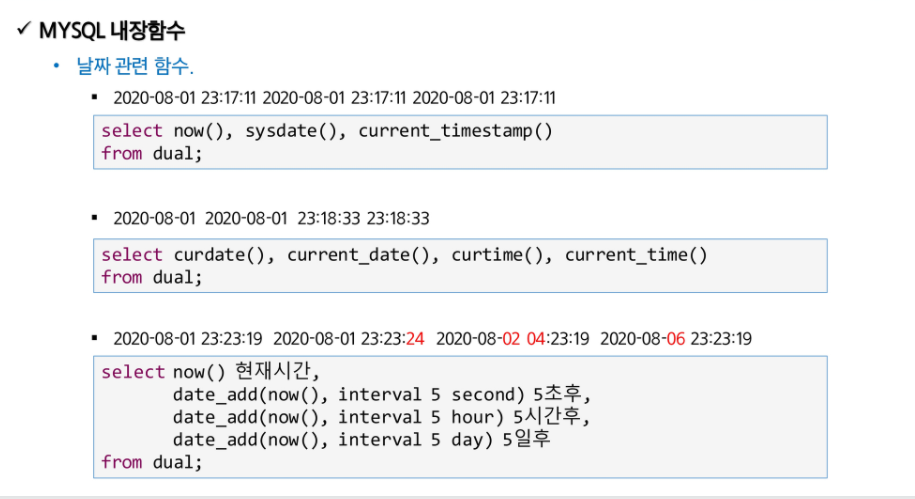 ✓ MYSQL 내장함수
• 날짜 관련 함수.
▪ 2020-08-01 23:17:11 2020-08-01 23:17:11 2020-08-01 23:17:11
select now(), sysdate(), current_timestamp()
from dual;
▪ 2020-08-01 2020-08-01 23:18:33 23:18:33
select curdate(), current_date(), curtime(), current_time()
from dual;
▪ 2020-08-01 23:23:19 2020-08-01 23:23:24 2020-08-02 04:23:19 2020-08-06 23:23:19
select now() 현재시간,
date_add(now(), interval 5 second) 5초후,
date_add(now(), interval 5 hour) 5시간후,
date_add(now(), interval 5 day) 5일후
from dual;